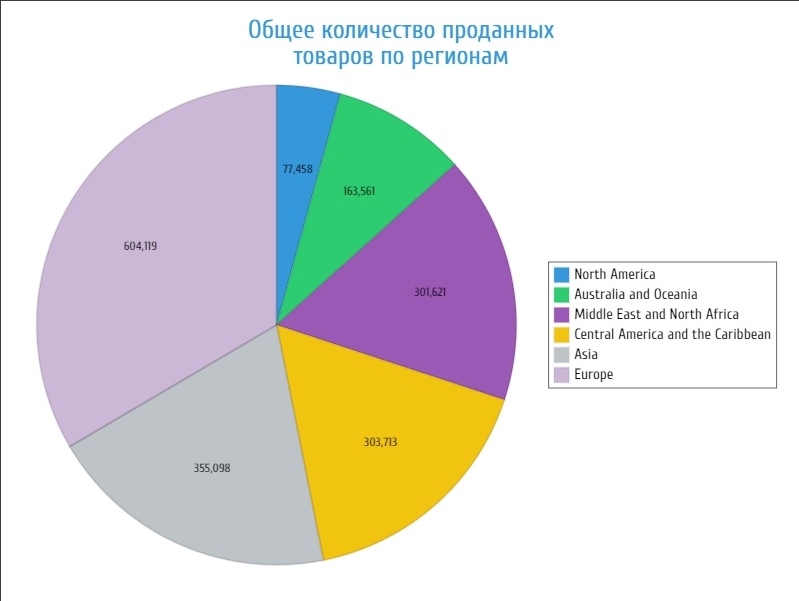 Общее количество проданных
товаров по регионам
77,458
163,561
604,119
301,621
303,713
355,098
North America
Australia and Oceania
Middle East and North Africa
Central America and the Caribbean
Asia
Europe